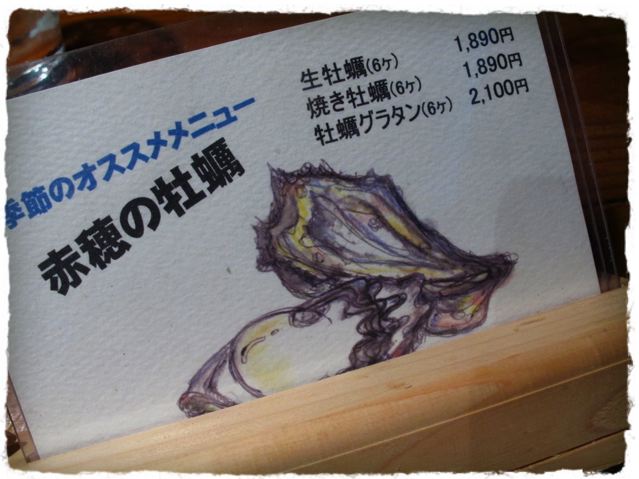 季節のオススメメニュー
赤穂の牡蠣
生牡蠣(6ケ) 1,890円
焼き牡蠣(6ケ) 1,890円
牡蠣グラタン(6ケ) 2,100円